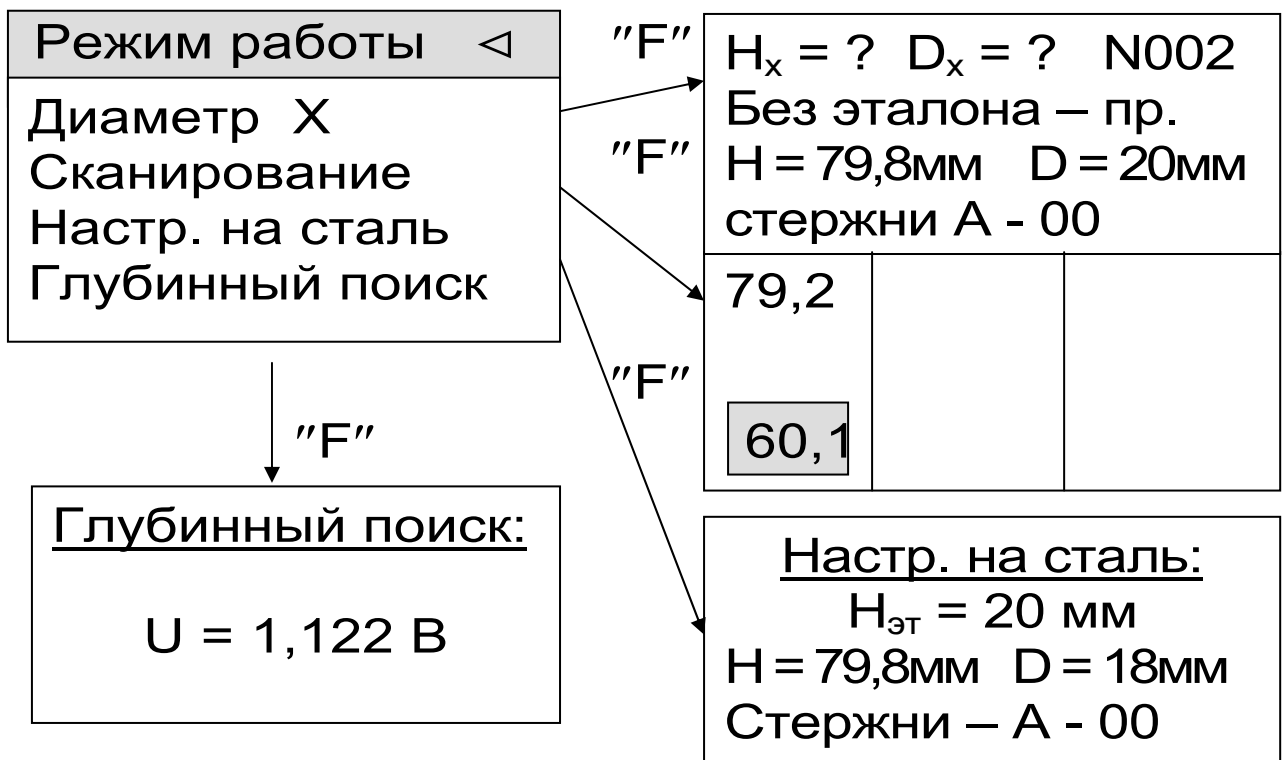 Режим работы ◁
Диаметр X
Сканирование
Настр. на сталь
Глубинный поиск
"F"
"F"
"F"
"F"
Hₓ = ? Dₓ = ? N002
Без эталона – пр.
H = 79,8мм D = 20мм
стержни А - 00
79,2
60,1
Глубинный поиск:
U = 1,122 В
Настр. на сталь:
Hэт = 20 мм
H = 79,8мм D = 18мм
Стержни – А - 00